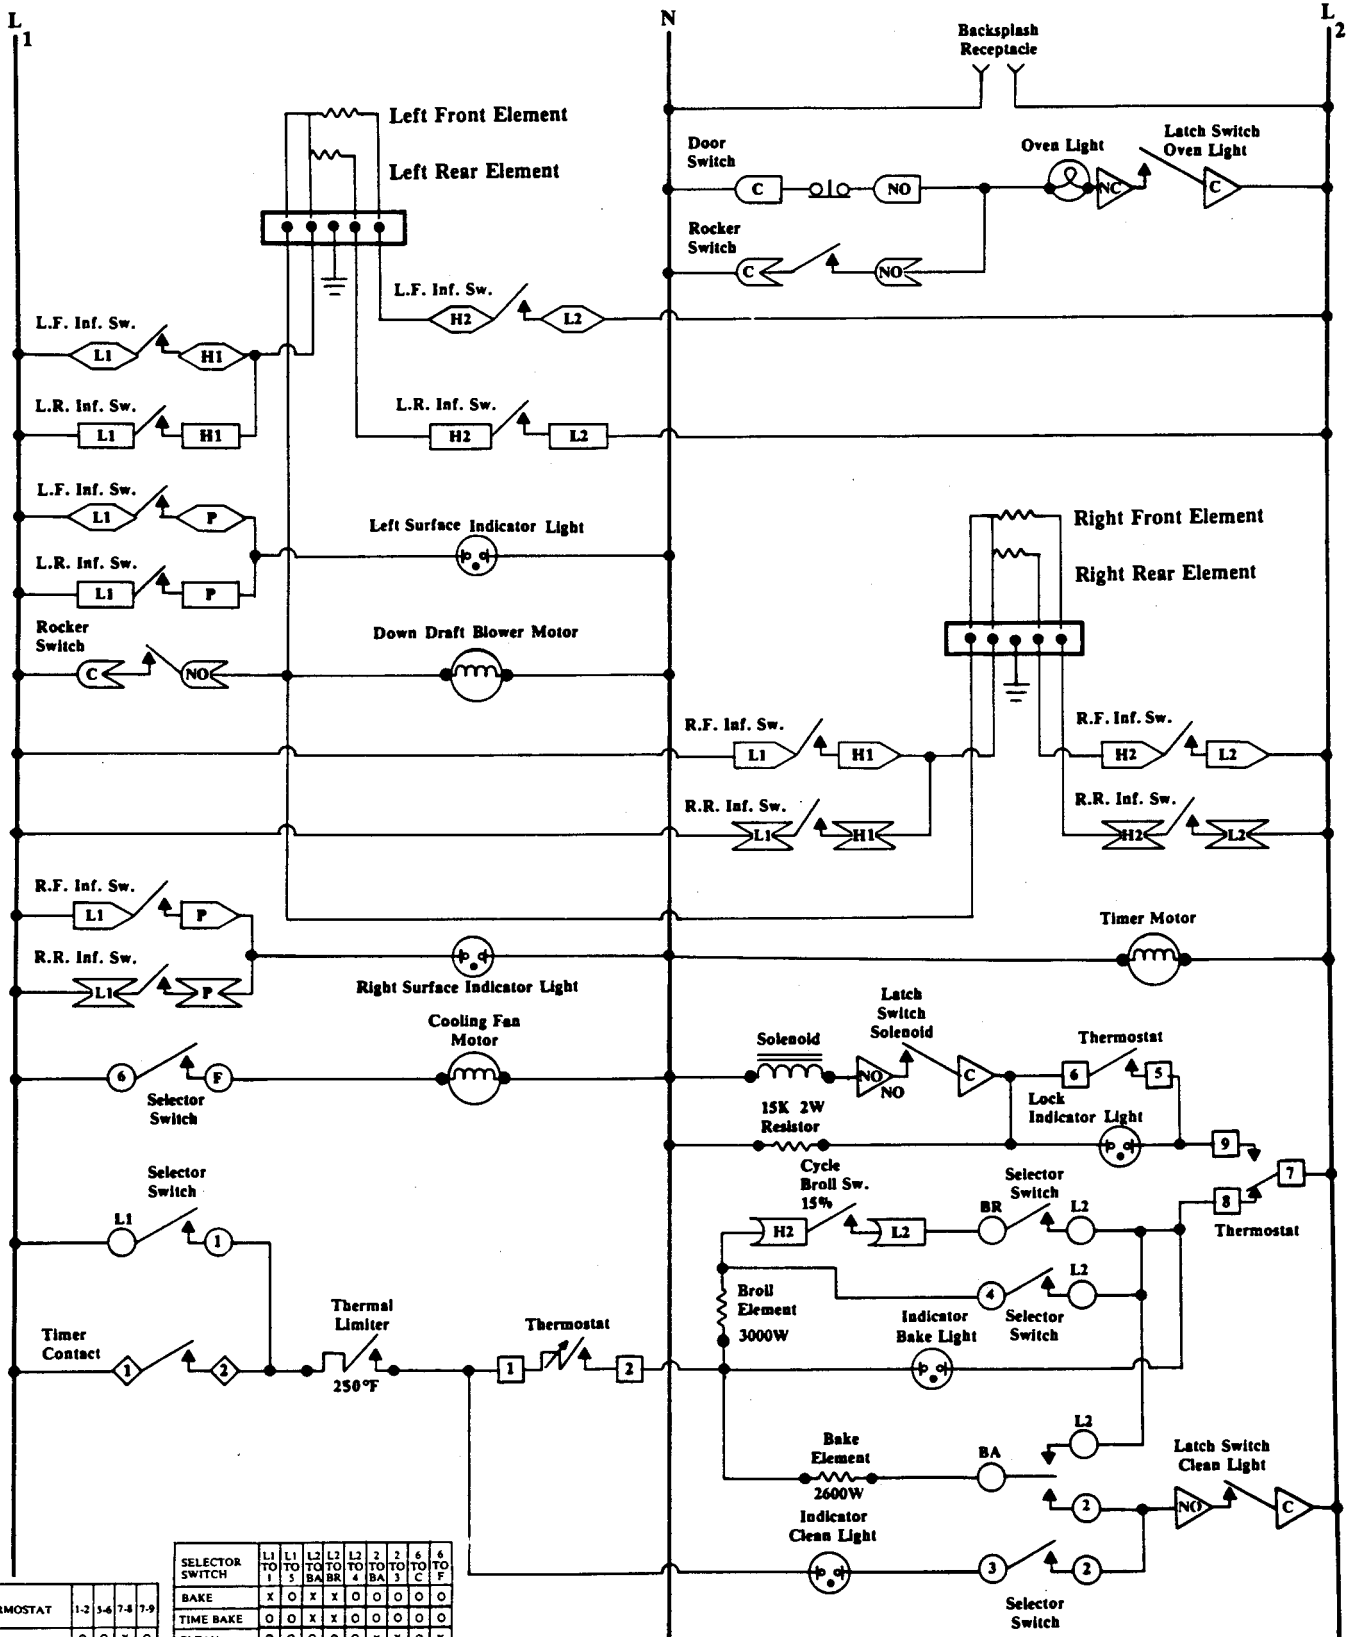 L
1
N
L
2
Backsplash
Receptacle
Left Front Element
Left Rear Element
Door
Switch
C
NO
Oven Light
NC
Latch Switch
Oven Light
C
Rocker
Switch
C
NO
L.F. Inf. Sw.
H2
L2
L.F. Inf. Sw.
L1
H1
L.R. Inf. Sw.
L1
H1
L.R. Inf. Sw.
H2
L2
L.F. Inf. Sw.
L1
P
Left Surface Indicator Light
L.R. Inf. Sw.
L1
P
Right Front Element
Right Rear Element
Rocker
Switch
C
NO
Down Draft Blower Motor
R.F. Inf. Sw.
L1
H1
R.F. Inf. Sw.
H2
L2
R.R. Inf. Sw.
L1
H1
R.R. Inf. Sw.
H2
L2
R.F. Inf. Sw.
L1
P
R.R. Inf. Sw.
L1
P
Right Surface Indicator Light
Timer Motor
Cooling Fan
Motor
6
F
Selector
Switch
Solenoid
Latch
Switch
Solenoid
NO
NO
C
Thermostat
6
5
15K 2W
Resistor
Lock
Indicator Light
9
7
8
Thermostat
Selector
Switch
L1
1
Cycle
Broil Sw.
15%
H2
L2
Selector
Switch
BR
L2
L2
4
Selector
Switch
Broil
Element
3000W
Indicator
Bake Light
Timer
Contact
1
2
Thermal
Limiter
250°F
Thermostat
1
2
Bake
Element
2600W
BA
L2
2
Latch Switch
Clean Light
NO
C
Indicator
Clean Light
3
2
Selector
Switch
SELECTOR SWITCH L1 TO 1 L1 TO 5 L2 TO BA L2 TO BR L2 TO 4 2 TO BA 2 TO 3 6 TO C 6 TO F
BAKE X O X X O O O O O
TIME BAKE O O X X O O O O O
RMOSTAT 1-2 5-6 7-8 7-9